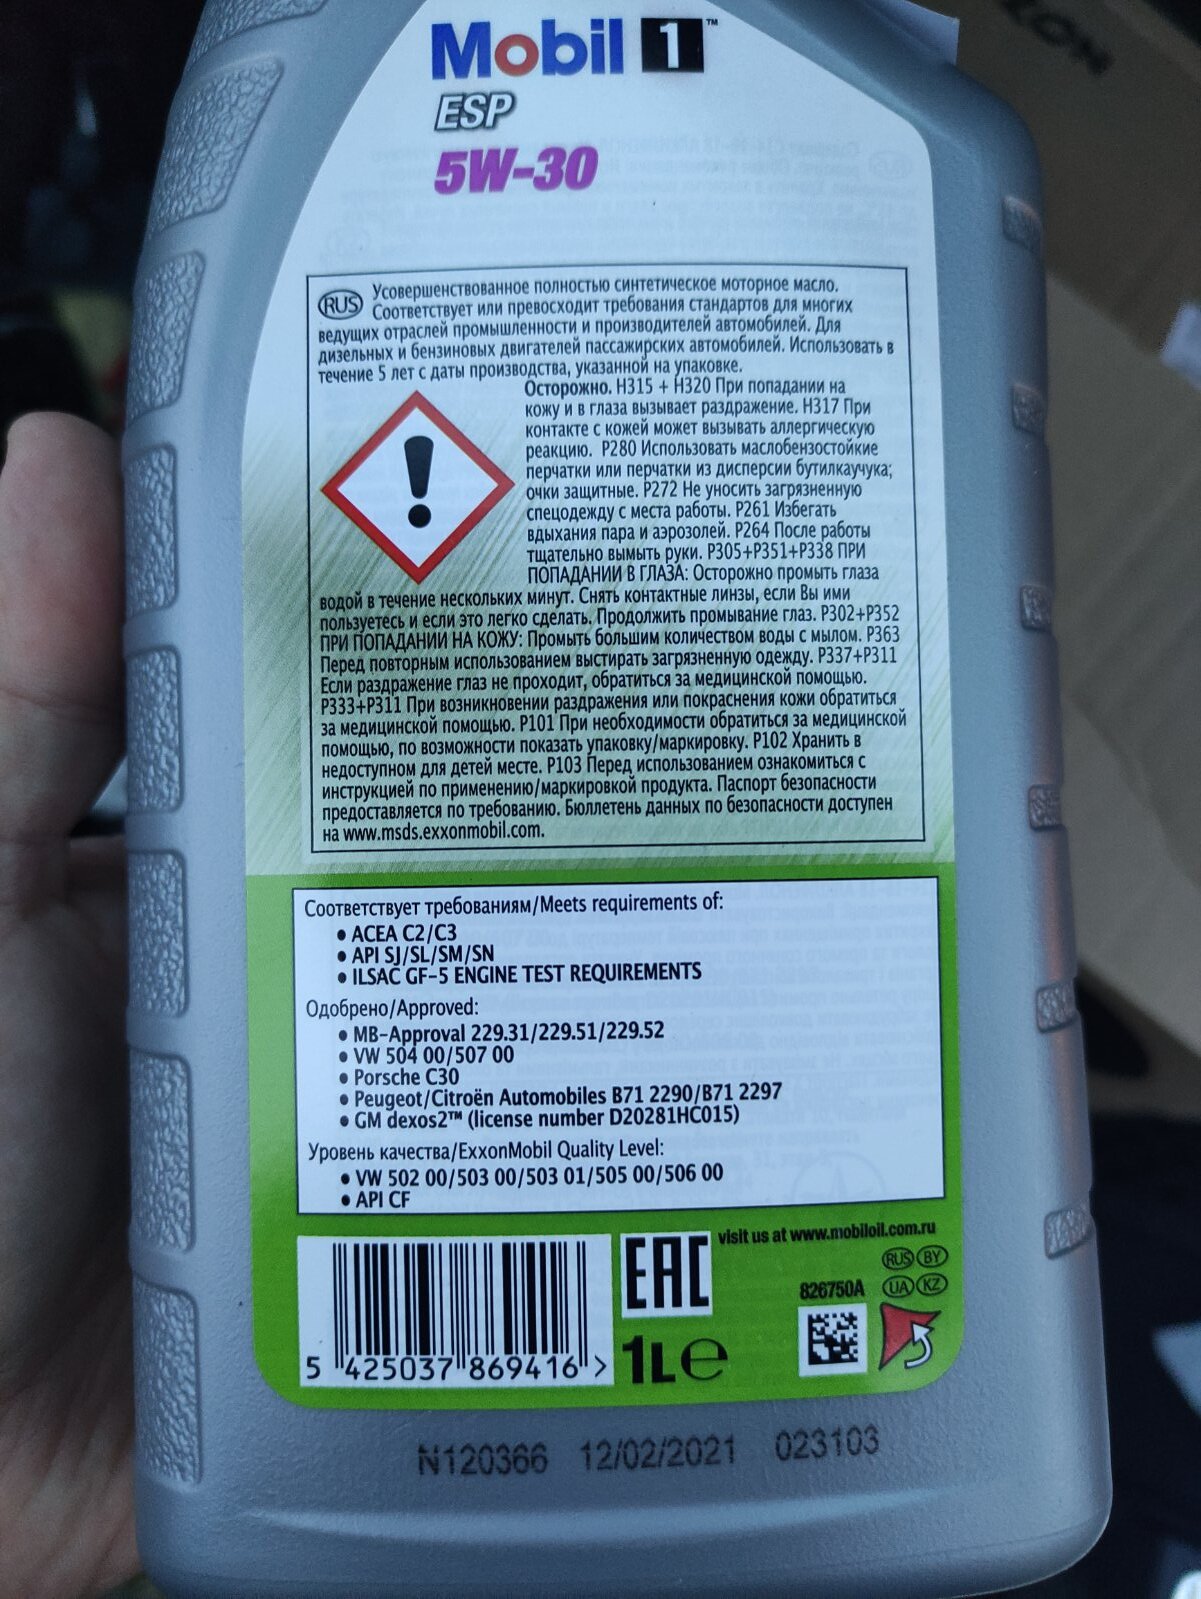 Mobil 1™
ESP
5W-30
RUS Усовершенствованное полностью синтетическое моторное масло.
Соответствует или превосходит требования стандартов для многих
ведущих отраслей промышленности и производителей автомобилей. Для
дизельных и бензиновых двигателей пассажирских автомобилей. Использовать в
течение 5 лет с даты производства, указанной на упаковке.
Осторожно. H315 + H320 При попадании на
кожу и в глаза вызывает раздражение. H317 При
контакте с кожей может вызывать аллергическую
реакцию. P280 Использовать маслобензостойкие
перчатки или перчатки из дисперсии бутилкаучука;
очки защитные. P272 Не уносить загрязненную
спецодежду с места работы. P261 Избегать
вдыхания пара и аэрозолей. P264 После работы
тщательно вымыть руки. P305+P351+P338 ПРИ
ПОПАДАНИИ В ГЛАЗА: Осторожно промыть глаза
водой в течение нескольких минут. Снять контактные линзы, если Вы ими
пользуетесь и если это легко сделать. Продолжить промывание глаз. P302+P352
ПРИ ПОПАДАНИИ НА КОЖУ: Промыть большим количеством воды с мылом. P363
Перед повторным использованием выстирать загрязненную одежду. P337+P311
Если раздражение глаз не проходит, обратиться за медицинской помощью.
P333+P311 При возникновении раздражения или покраснения кожи обратиться
за медицинской помощью. P101 При необходимости обратиться за медицинской
помощью, по возможности показать упаковку/маркировку. P102 Хранить в
недоступном для детей месте. P103 Перед использованием ознакомиться с
инструкцией по применению/маркировкой продукта. Паспорт безопасности
предоставляется по требованию. Бюллетень данных по безопасности доступен
на www.msds.exxonmobil.com.
Соответствует требованиям/Meets requirements of:
• ACEA C2/C3
• API SJ/SL/SM/SN
• ILSAC GF-5 ENGINE TEST REQUIREMENTS
Одобрено/Approved:
• MB-Approval 229.31/229.51/229.52
• VW 504 00/507 00
• Porsche C30
• Peugeot/Citroën Automobiles B71 2290/B71 2297
• GM dexos2™ (license number D20281HC015)
Уровень качества/ExxonMobil Quality Level:
• VW 502 00/503 00/503 01/505 00/506 00
• API CF
visit us at www.mobiloil.com.ru
EAC
RUS BY
826750A
UA KZ
1L e
5 425037 869416 >
N120366 12/02/2021 023103